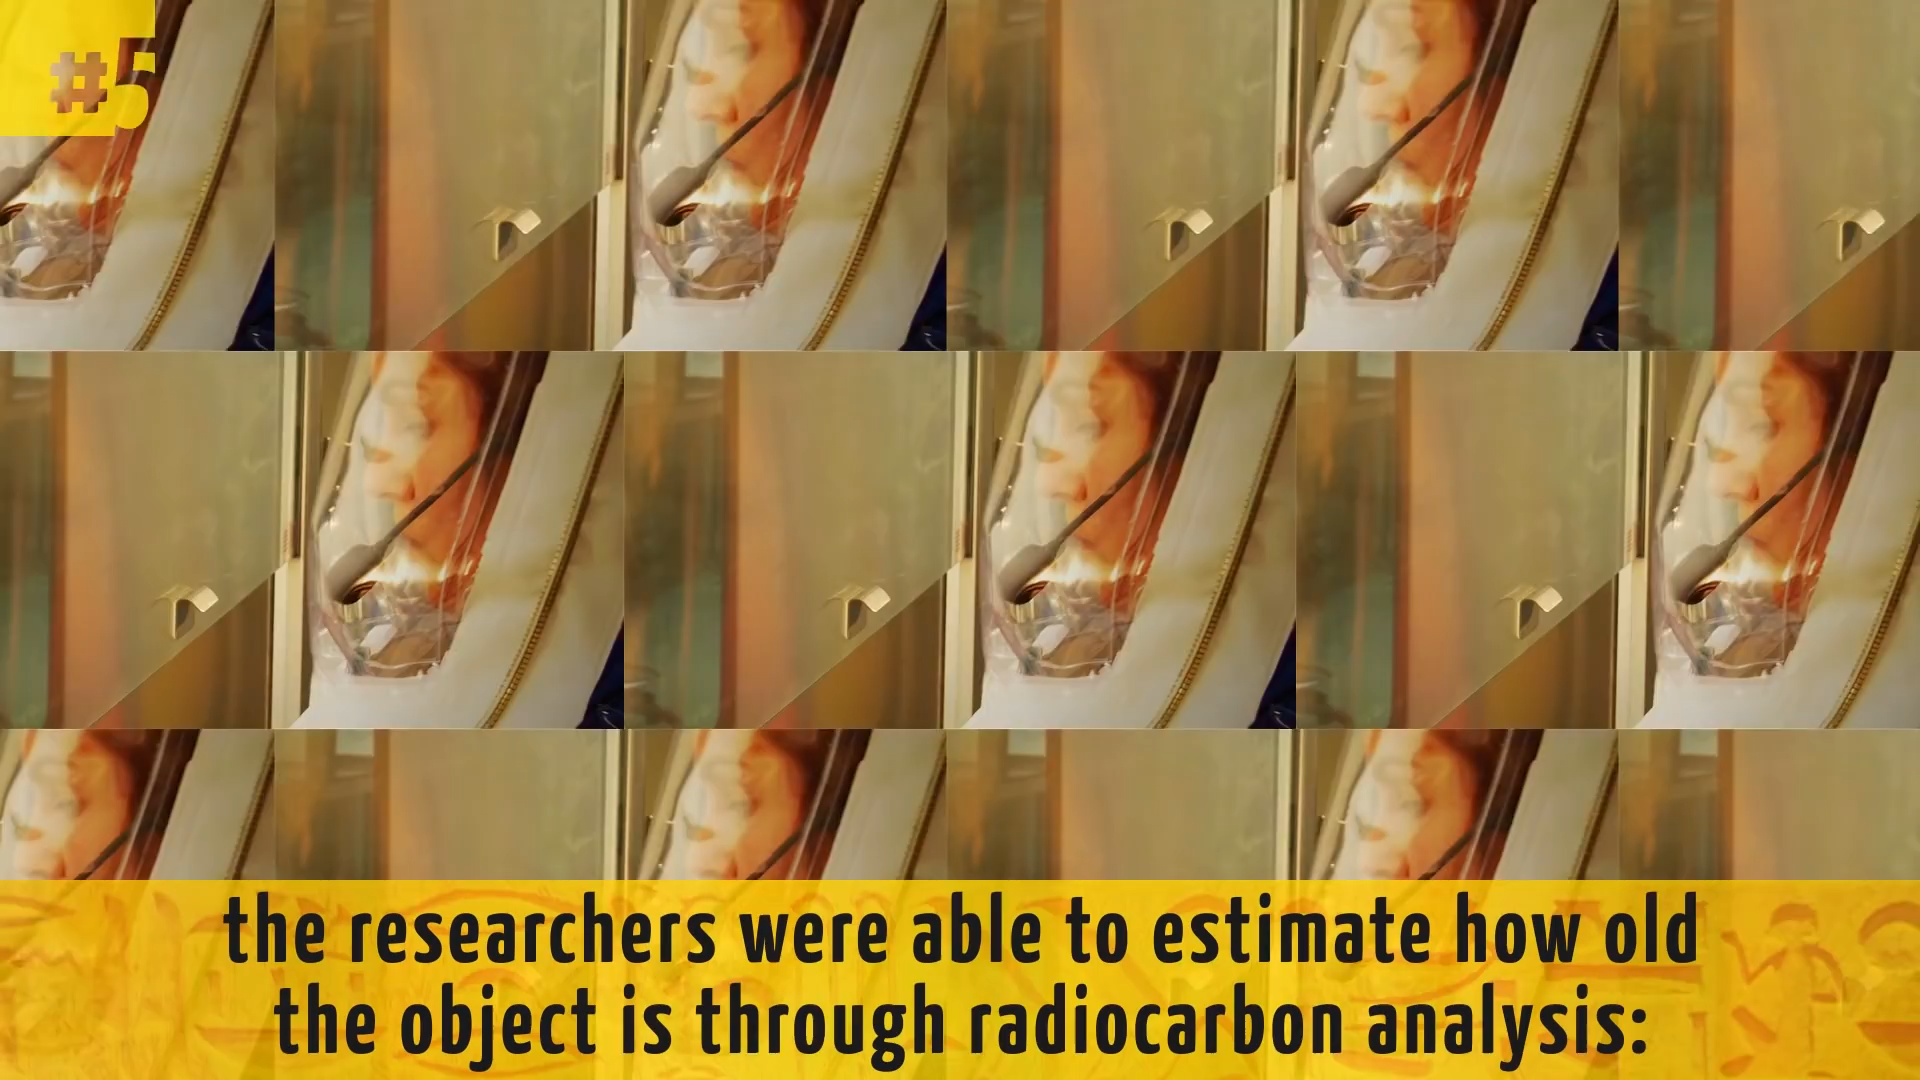 #5
the researchers were able to estimate how old
the object is through radiocarbon analysis: